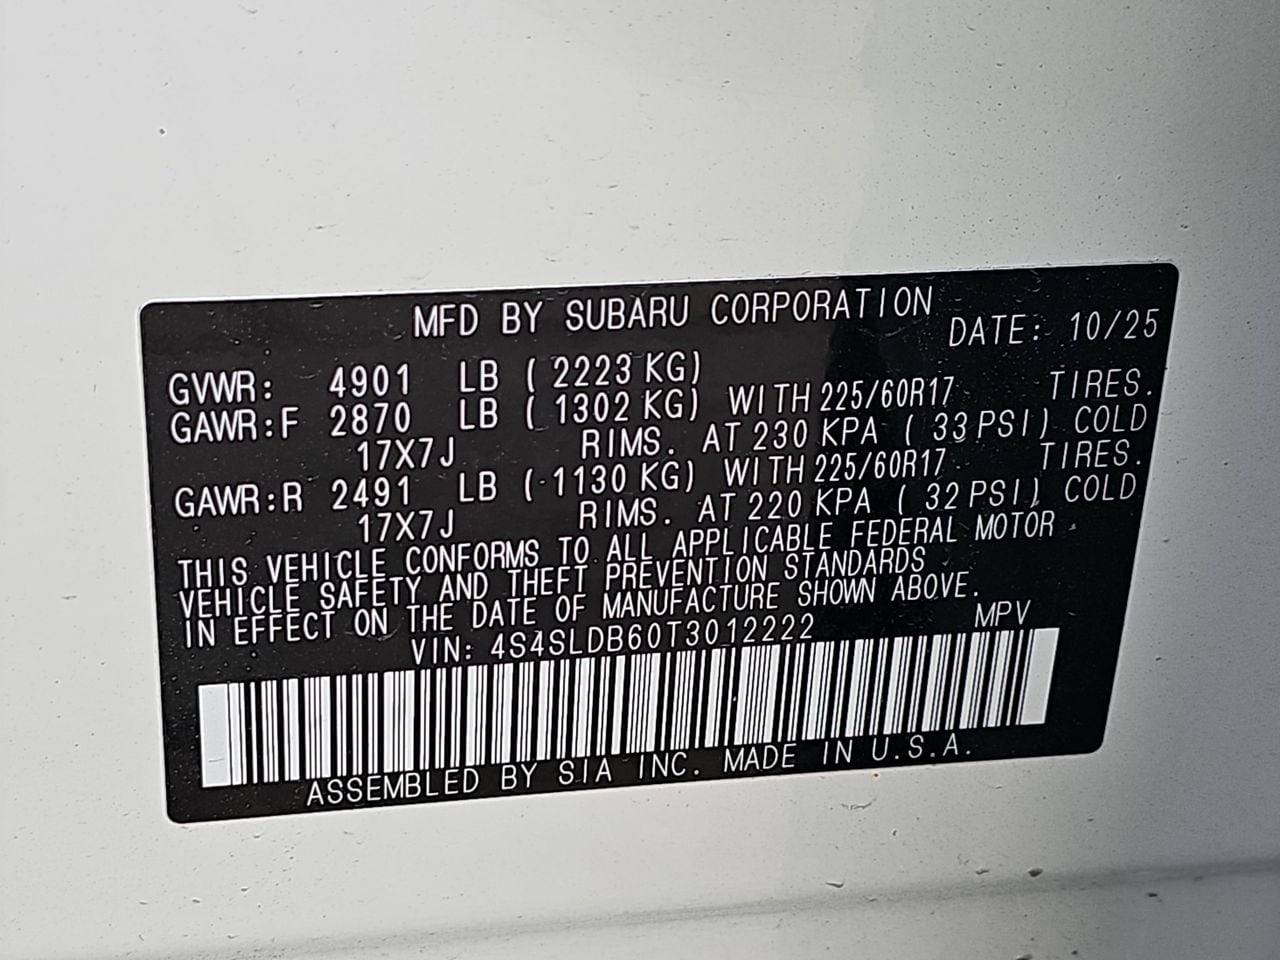 MFD BY SUBARU CORPORATION
DATE: 10/25
GVWR: 4901 LB ( 2223 KG)
GAWR:F 2870 LB ( 1302 KG) WITH 225/60R17 TIRES.
17X7J RIMS. AT 230 KPA ( 33 PSI) COLD
GAWR:R 2491 LB ( 1130 KG) WITH 225/60R17 TIRES.
17X7J RIMS. AT 220 KPA ( 32 PSI) COLD
THIS VEHICLE CONFORMS TO ALL APPLICABLE FEDERAL MOTOR
VEHICLE SAFETY AND THEFT PREVENTION STANDARDS
IN EFFECT ON THE DATE OF MANUFACTURE SHOWN ABOVE.
VIN: 4S4SLDB60T3012222 MPV
ASSEMBLED BY SIA INC. MADE IN U.S.A.